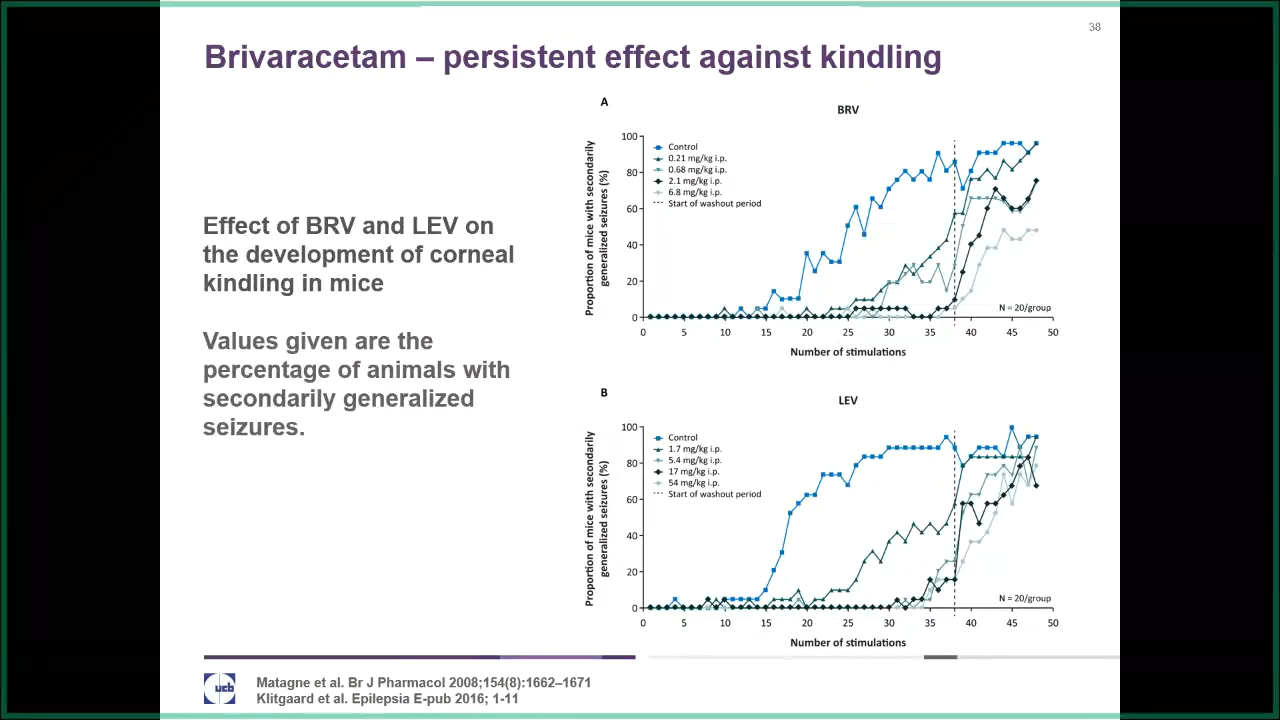 38
Brivaracetam – persistent effect against kindling
Effect of BRV and LEV on
the development of corneal
kindling in mice
Values given are the
percentage of animals with
secondarily generalized
seizures.
A
BRV
Proportion of mice with secondarily
generalized seizures (%)
100
80
60
40
20
0
Control
0.21 mg/kg i.p.
0.68 mg/kg i.p.
2.1 mg/kg i.p.
6.8 mg/kg i.p.
Start of washout period
N = 20/group
0 5 10 15 20 25 30 35 40 45 50
Number of stimulations
B
LEV
Proportion of mice with secondarily
generalized seizures (%)
100
80
60
40
20
0
Control
1.7 mg/kg i.p.
5.4 mg/kg i.p.
17 mg/kg i.p.
54 mg/kg i.p.
Start of washout period
N = 20/group
0 5 10 15 20 25 30 35 40 45 50
Number of stimulations
ucb
Matagne et al. Br J Pharmacol 2008;154(8):1662–1671
Klitgaard et al. Epilepsia E-pub 2016; 1-11